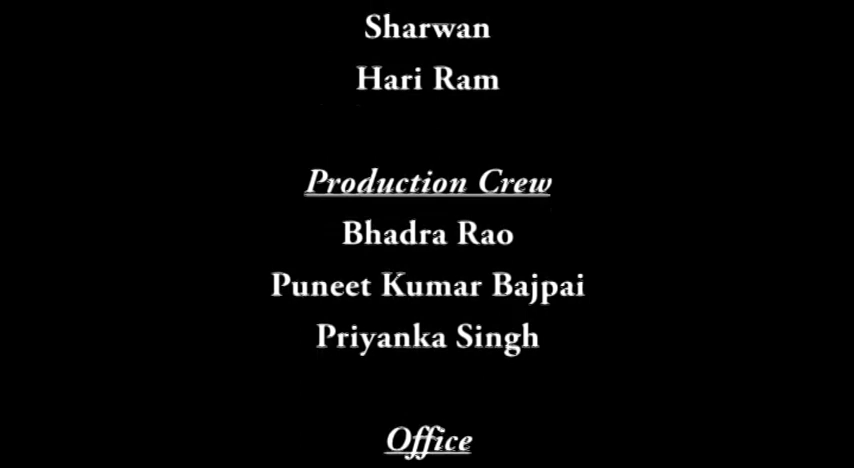 Sharwan
Hari Ram
Production Crew
Bhadra Rao
Puneet Kumar Bajpai
Priyanka Singh
Office